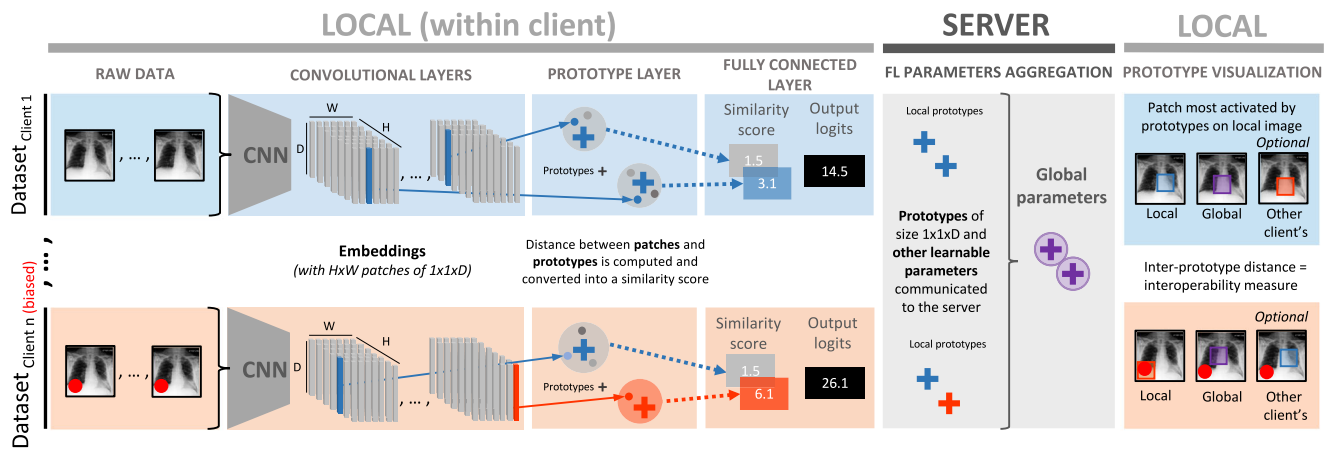 LOCAL (within client)
SERVER
LOCAL
RAW DATA
CONVOLUTIONAL LAYERS
PROTOTYPE LAYER
FULLY CONNECTED
LAYER
FL PARAMETERS AGGREGATION
PROTOTYPE VISUALIZATION
Dataset Client 1
, ... ,
CNN
W
H
D
, ... ,
Prototypes +
Similarity
score
Output
logits
1.5
3.1
14.5
Local prototypes
Global
parameters
Patch most activated by
prototypes on local image
Optional
Local
Global
Other
client's
, ... ,
Embeddings
(with HxW patches of 1x1xD)
Distance between patches and
prototypes is computed and
converted into a similarity score
Prototypes of
size 1x1xD and
other learnable
parameters
communicated
to the server
Inter-prototype distance =
interoperability measure
Dataset Client n (biased)
, ... ,
CNN
W
H
D
, ... ,
Prototypes +
Similarity
score
Output
logits
1.5
6.1
26.1
Local prototypes
Optional
Local
Global
Other
client's